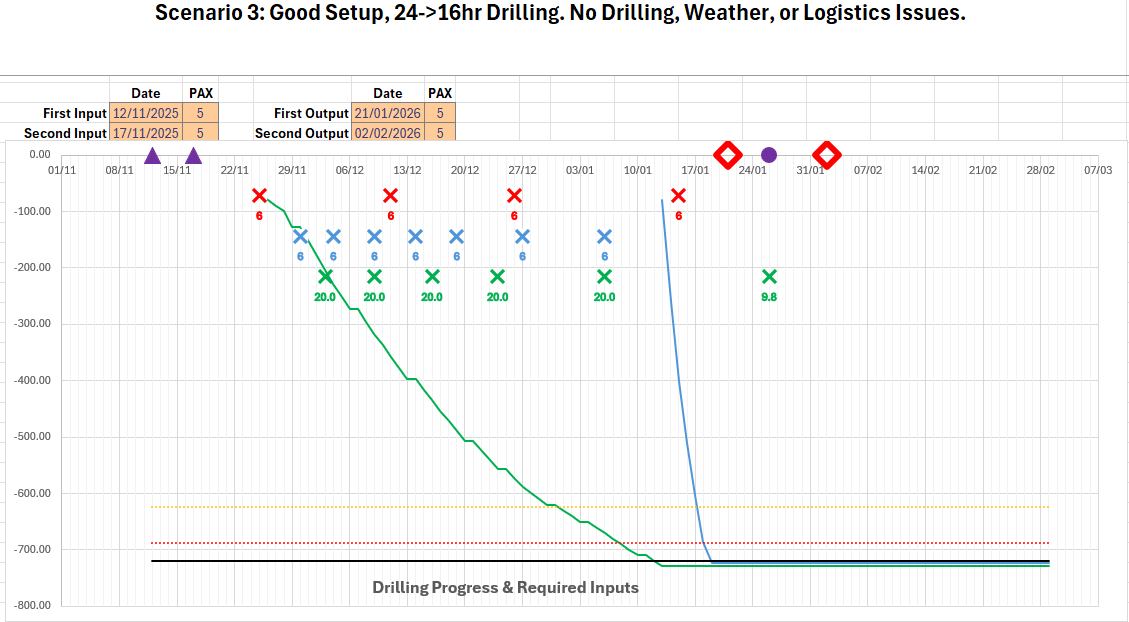 Scenario 3: Good Setup, 24->16hr Drilling. No Drilling, Weather, or Logistics Issues.
Date PAX Date PAX
First Input 12/11/2025 5 First Output 21/01/2026 5
Second Input 17/11/2025 5 Second Output 02/02/2026 5
0.00
01/11 08/11 15/11 22/11 29/11 06/12 13/12 20/12 27/12 03/01 10/01 17/01 24/01 31/01 07/02 14/02 21/02 28/02 07/03
-100.00 6 6 6 6
6 6 6 6 6 6 6
-200.00
20.0 20.0 20.0 20.0 20.0 9.8
-300.00
-400.00
-500.00
-600.00
-700.00
Drilling Progress & Required Inputs
-800.00